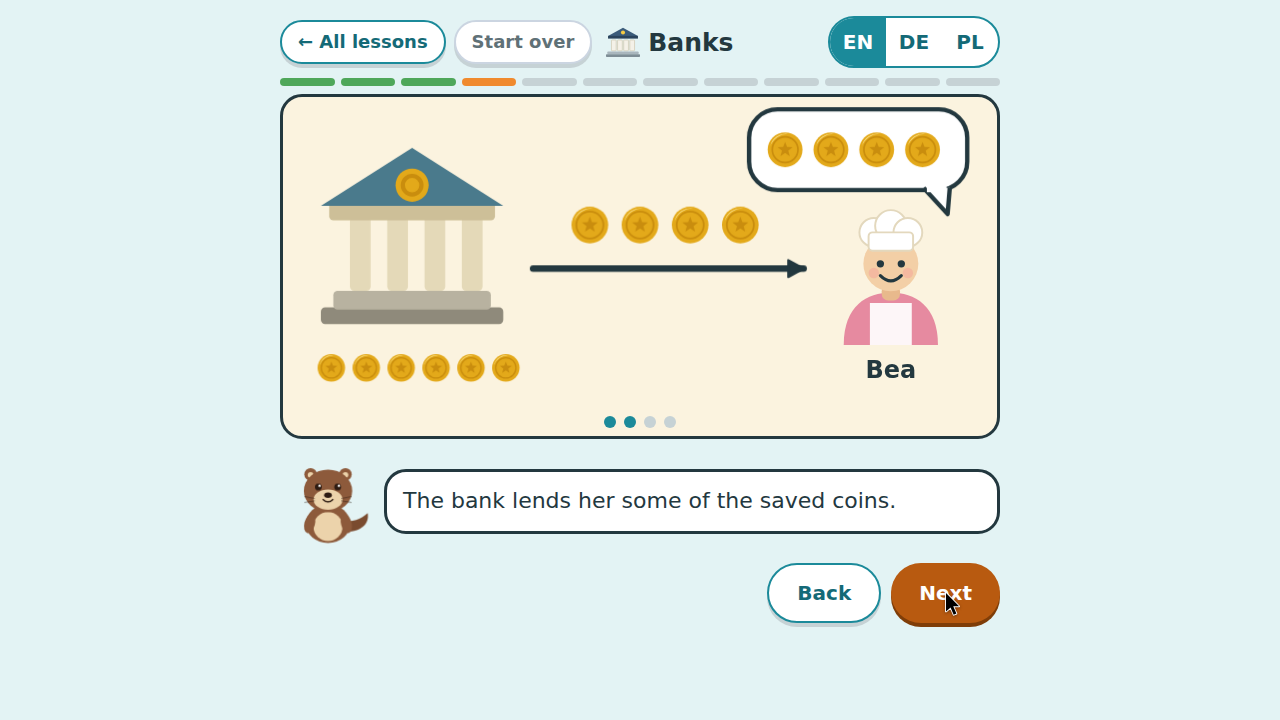 ← All lessons
Start over
Banks
EN
DE
PL
Bea
The bank lends her some of the saved coins.
Back
Next